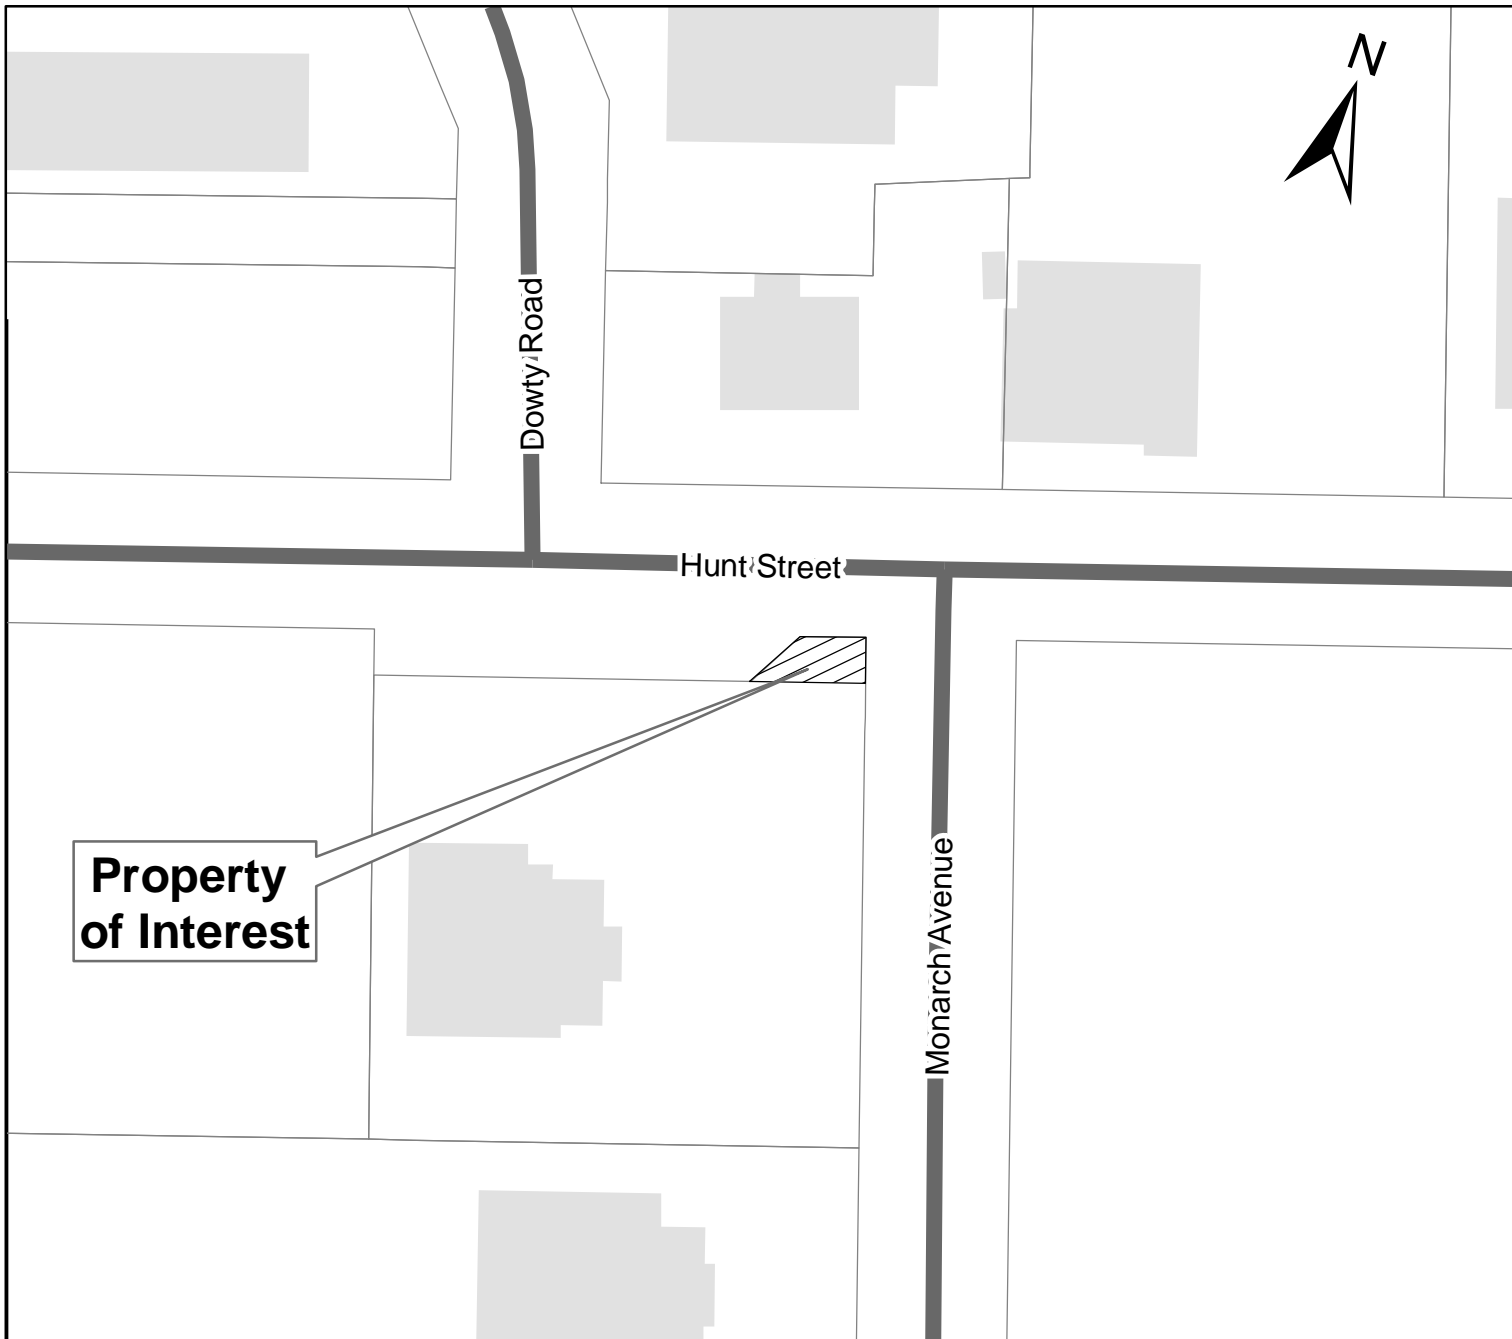 N
Dowty Road
Hunt Street
Property
of Interest
Monarch Avenue